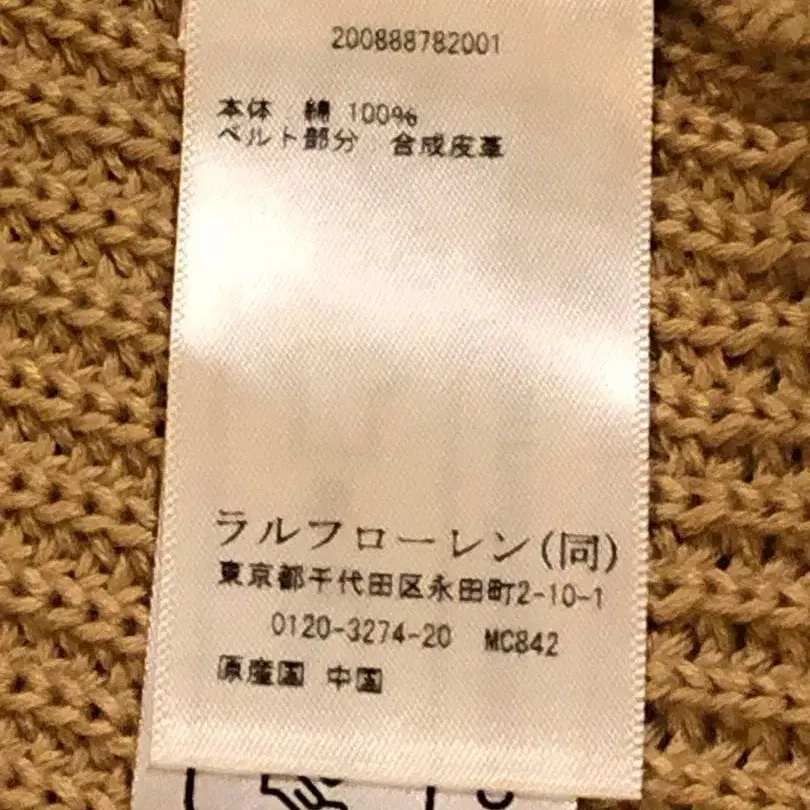 200888782001
本体 綿 100%
ベルト部分 合成皮革
ラルフローレン(同)
東京都千代田区永田町2-10-1
0120-3274-20 MC842
原産国 中国